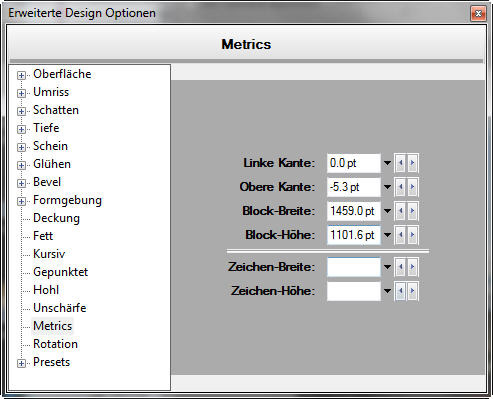 Erweiterte Design Optionen
Metrics
Oberfläche
Umriss
Schatten
Tiefe
Schein
Glühen
Bevel
Formgebung
Deckung
Fett
Kursiv
Gepunktet
Hohl
Unschärfe
Metrics
Rotation
Presets
Linke Kante: 0.0 pt
Obere Kante: -5.3 pt
Block-Breite: 1459.0 pt
Block-Höhe: 1101.6 pt
Zeichen-Breite:
Zeichen-Höhe: